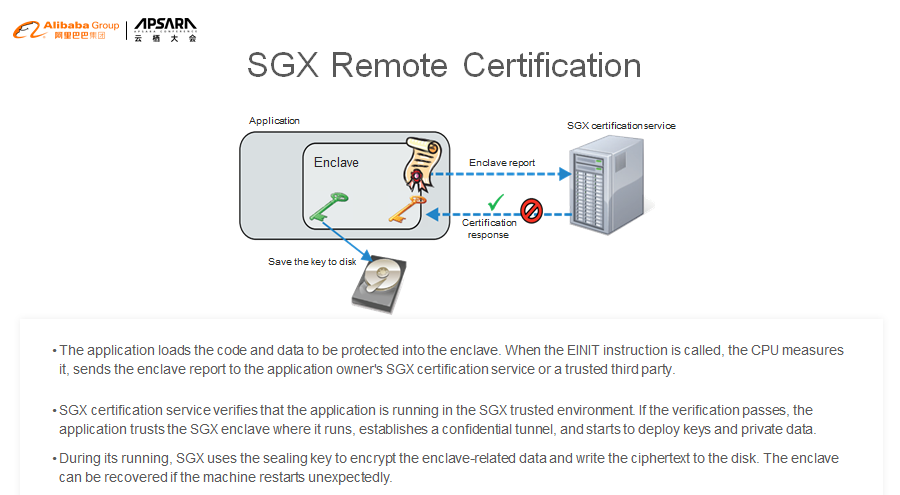 Alibaba Group
阿里巴巴集团
APSARA
APSARA CONFERENCE
云栖大会
SGX Remote Certification
Application
SGX certification service
Enclave
Enclave report
Certification
response
Save the key to disk
• The application loads the code and data to be protected into the enclave. When the EINIT instruction is called, the CPU measures
it, sends the enclave report to the application owner's SGX certification service or a trusted third party.
• SGX certification service verifies that the application is running in the SGX trusted environment. If the verification passes, the
application trusts the SGX enclave where it runs, establishes a confidential tunnel, and starts to deploy keys and private data.
• During its running, SGX uses the sealing key to encrypt the enclave-related data and write the ciphertext to the disk. The enclave
can be recovered if the machine restarts unexpectedly.